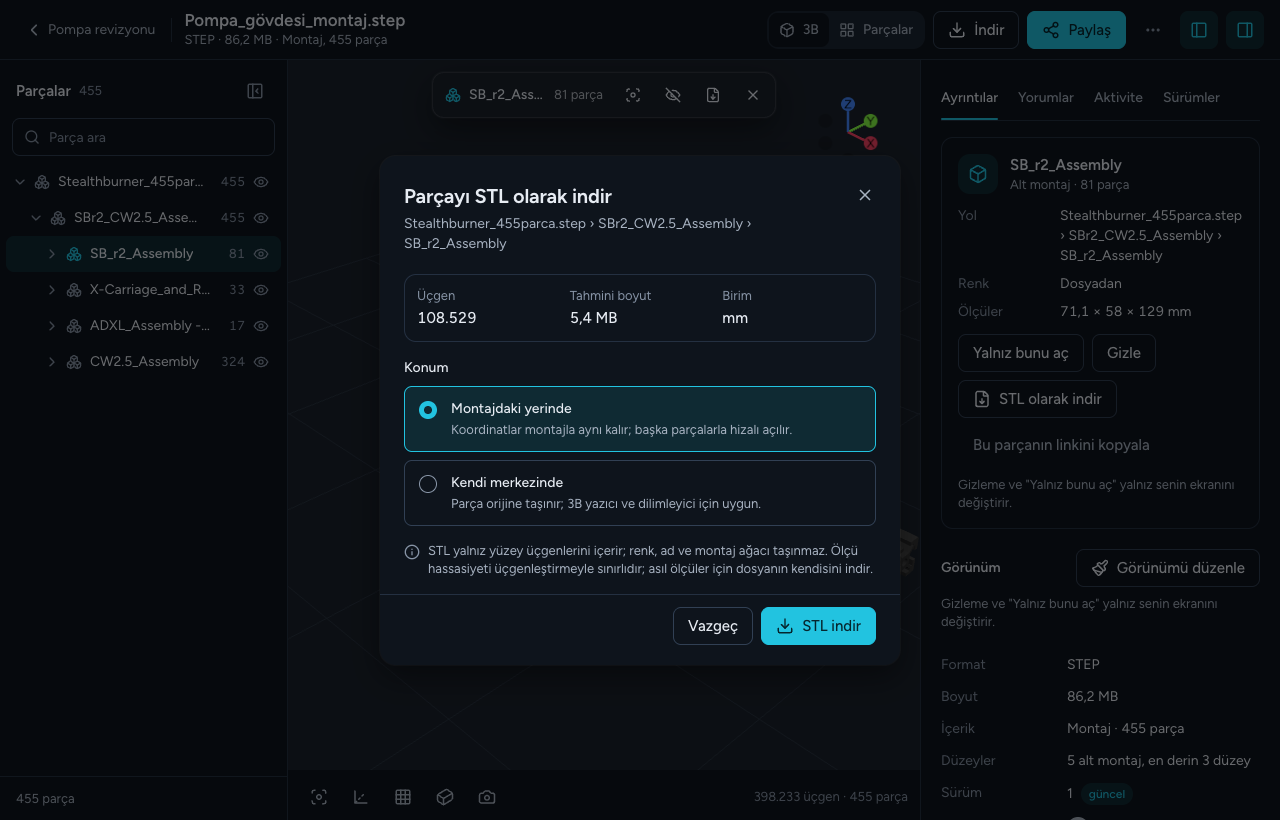 Pompa revizyonu
Pompa_gövdesi_montaj.step
STEP · 86,2 MB · Montaj, 455 parça
3B
Parçalar
İndir
Paylaş
Parçalar 455
Parça ara
Stealthburner_455par... 455
SBr2_CW2.5_Asse... 455
SB_r2_Assembly 81
X-Carriage_and_R... 33
ADXL_Assembly -... 17
CW2.5_Assembly 324
455 parça
SB_r2_Ass... 81 parça
Z
Y
X
Parçayı STL olarak indir
Stealthburner_455parca.step › SBr2_CW2.5_Assembly ›
SB_r2_Assembly
Üçgen Tahmini boyut Birim
108.529 5,4 MB mm
Konum
Montajdaki yerinde
Koordinatlar montajla aynı kalır; başka parçalarla hizalı açılır.
Kendi merkezinde
Parça orijine taşınır; 3B yazıcı ve dilimleyici için uygun.
STL yalnız yüzey üçgenlerini içerir; renk, ad ve montaj ağacı taşınmaz. Ölçü
hassasiyeti üçgenleştirmeyle sınırlıdır; asıl ölçüler için dosyanın kendisini indir.
Vazgeç
STL indir
398.233 üçgen · 455 parça
Ayrıntılar Yorumlar Aktivite Sürümler
SB_r2_Assembly
Alt montaj · 81 parça
Yol Stealthburner_455parca.step
› SBr2_CW2.5_Assembly ›
SB_r2_Assembly
Renk Dosyadan
Ölçüler 71,1 × 58 × 129 mm
Yalnız bunu aç
Gizle
STL olarak indir
Bu parçanın linkini kopyala
Gizleme ve "Yalnız bunu aç" yalnız senin ekranını
değiştirir.
Görünüm
Görünümü düzenle
Gizleme ve "Yalnız bunu aç" yalnız senin ekranını
değiştirir.
Format STEP
Boyut 86,2 MB
İçerik Montaj · 455 parça
Düzeyler 5 alt montaj, en derin 3 düzey
Sürüm 1 güncel